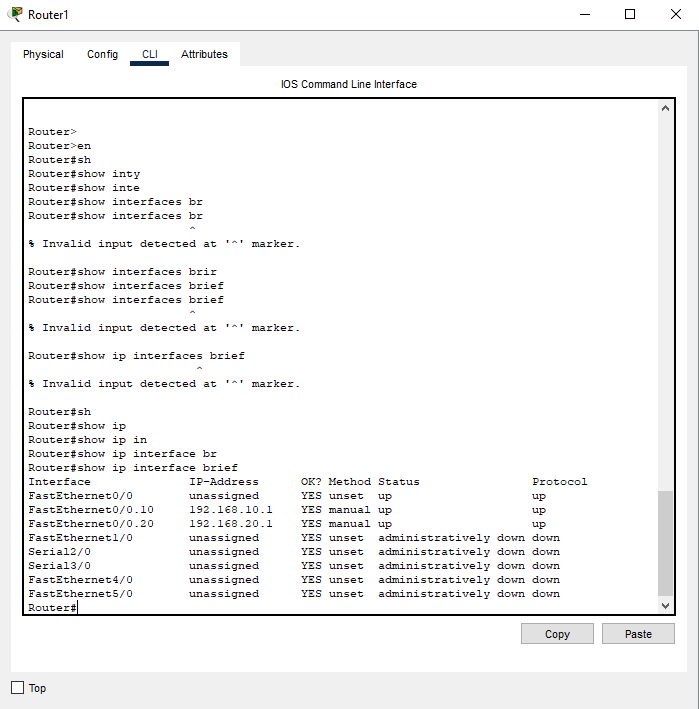 Router1
Physical Config CLI Attributes
IOS Command Line Interface
Router>
Router>en
Router#sh
Router#show inty
Router#show inte
Router#show interfaces br
Router#show interfaces br
^
% Invalid input detected at '^' marker.
Router#show interfaces brir
Router#show interfaces brief
Router#show interfaces brief
^
% Invalid input detected at '^' marker.
Router#show ip interfaces brief
^
% Invalid input detected at '^' marker.
Router#sh
Router#show ip
Router#show ip in
Router#show ip interface br
Router#show ip interface brief
Interface IP-Address OK? Method Status Protocol
FastEthernet0/0 unassigned YES unset up up
FastEthernet0/0.10 192.168.10.1 YES manual up up
FastEthernet0/0.20 192.168.20.1 YES manual up up
FastEthernet1/0 unassigned YES unset administratively down down
Serial2/0 unassigned YES unset administratively down down
Serial3/0 unassigned YES unset administratively down down
FastEthernet4/0 unassigned YES unset administratively down down
FastEthernet5/0 unassigned YES unset administratively down down
Router#
Copy Paste
Top